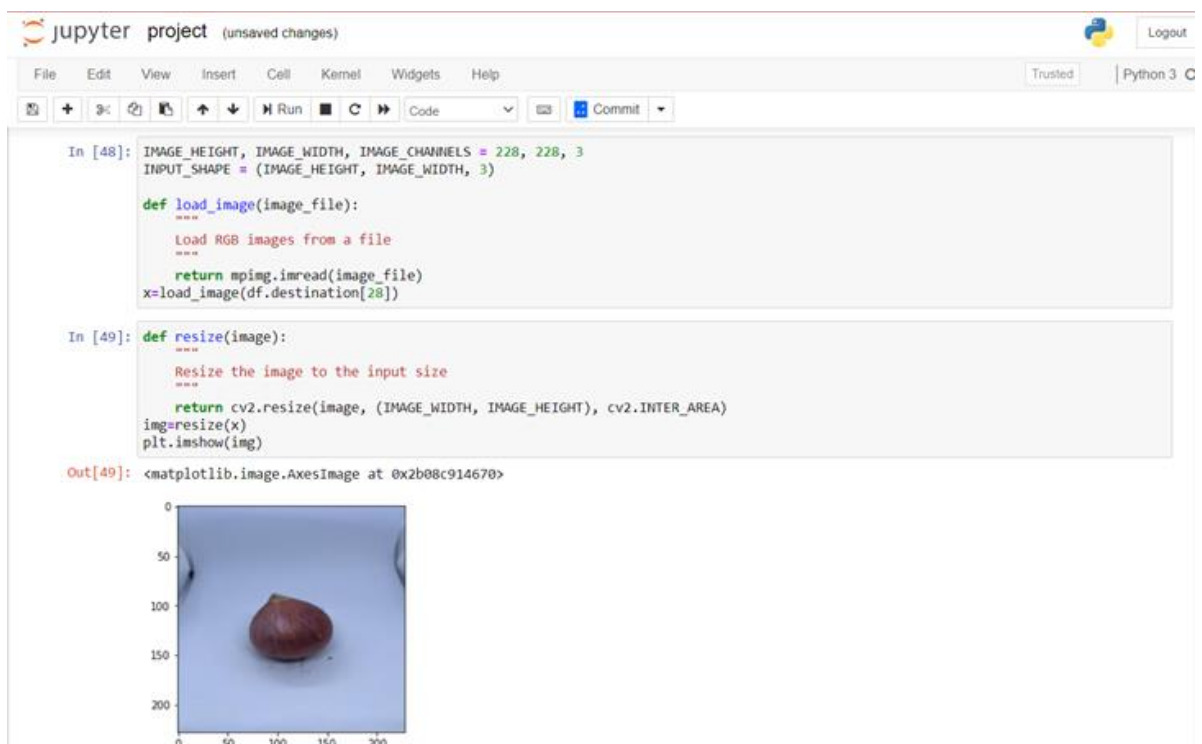 jupyter project (unsaved changes)
Logout
File Edit View Insert Cell Kernel Widgets Help
Trusted
Python 3
Run
Code
Commit
In [48]: IMAGE_HEIGHT, IMAGE_WIDTH, IMAGE_CHANNELS = 228, 228, 3
INPUT_SHAPE = (IMAGE_HEIGHT, IMAGE_WIDTH, 3)
def load_image(image_file):
"""
Load RGB images from a file
"""
return mpimg.imread(image_file)
x=load_image(df.destination[28])
In [49]: def resize(image):
"""
Resize the image to the input size
"""
return cv2.resize(image, (IMAGE_WIDTH, IMAGE_HEIGHT), cv2.INTER_AREA)
img=resize(x)
plt.imshow(img)
Out[49]: <matplotlib.image.AxesImage at 0x2b08c914670>
0
50
100
150
200
0 50 100 150 200